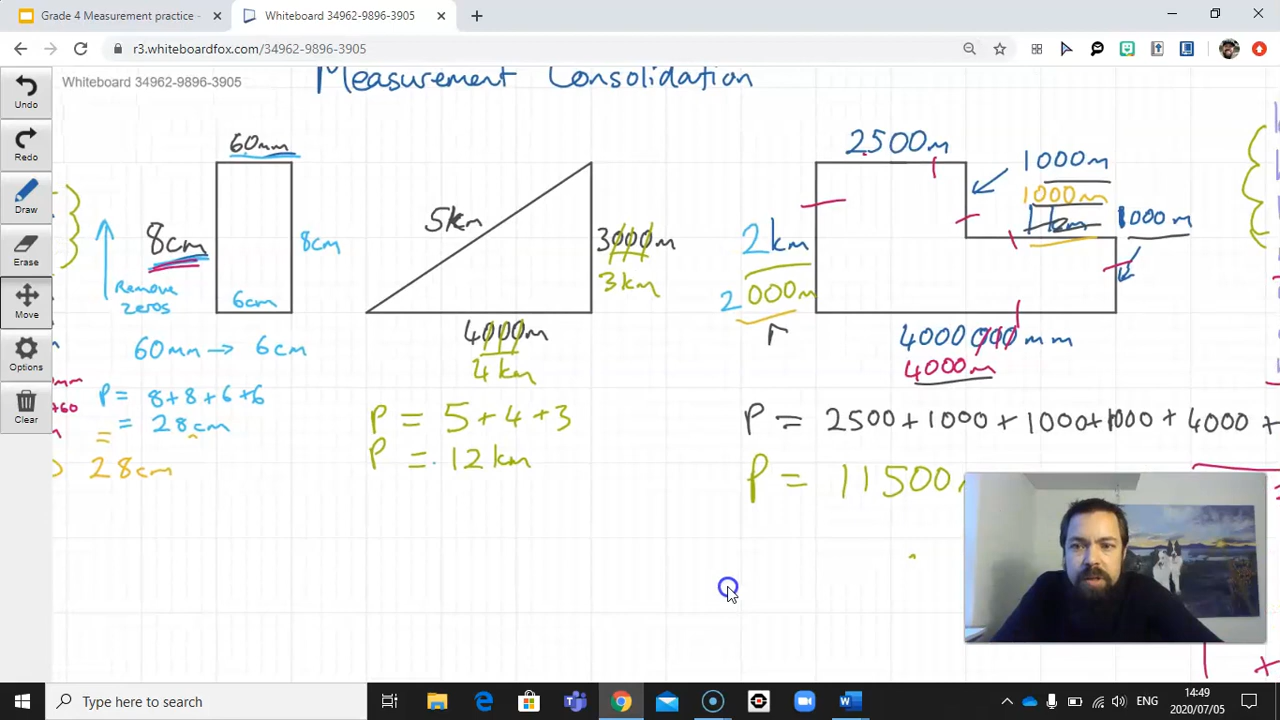 Grade 4 Measurement practice -
Whiteboard 34962-9896-3905
r3.whiteboardfox.com/34962-9896-3905
Whiteboard 34962-9896-3905
Measurement Consolidation
Undo
Redo
Draw
Erase
Move
Options
Clear
60mm
8cm
8cm
6cm
Remove
zeros
60mm → 6cm
P = 8+8+6+6
= 28cm
=
28cm
mm
+60
m
5km
3000m
3km
4000m
4km
P = 5+4+3
P = 12km
2500m
1000m
1000m
1km
1000m
2km
2000m
4000000mm
4000m
P = 2500+1000+1000+1000+4000+
P = 11500
+
Type here to search
ENG
14:49
2020/07/05